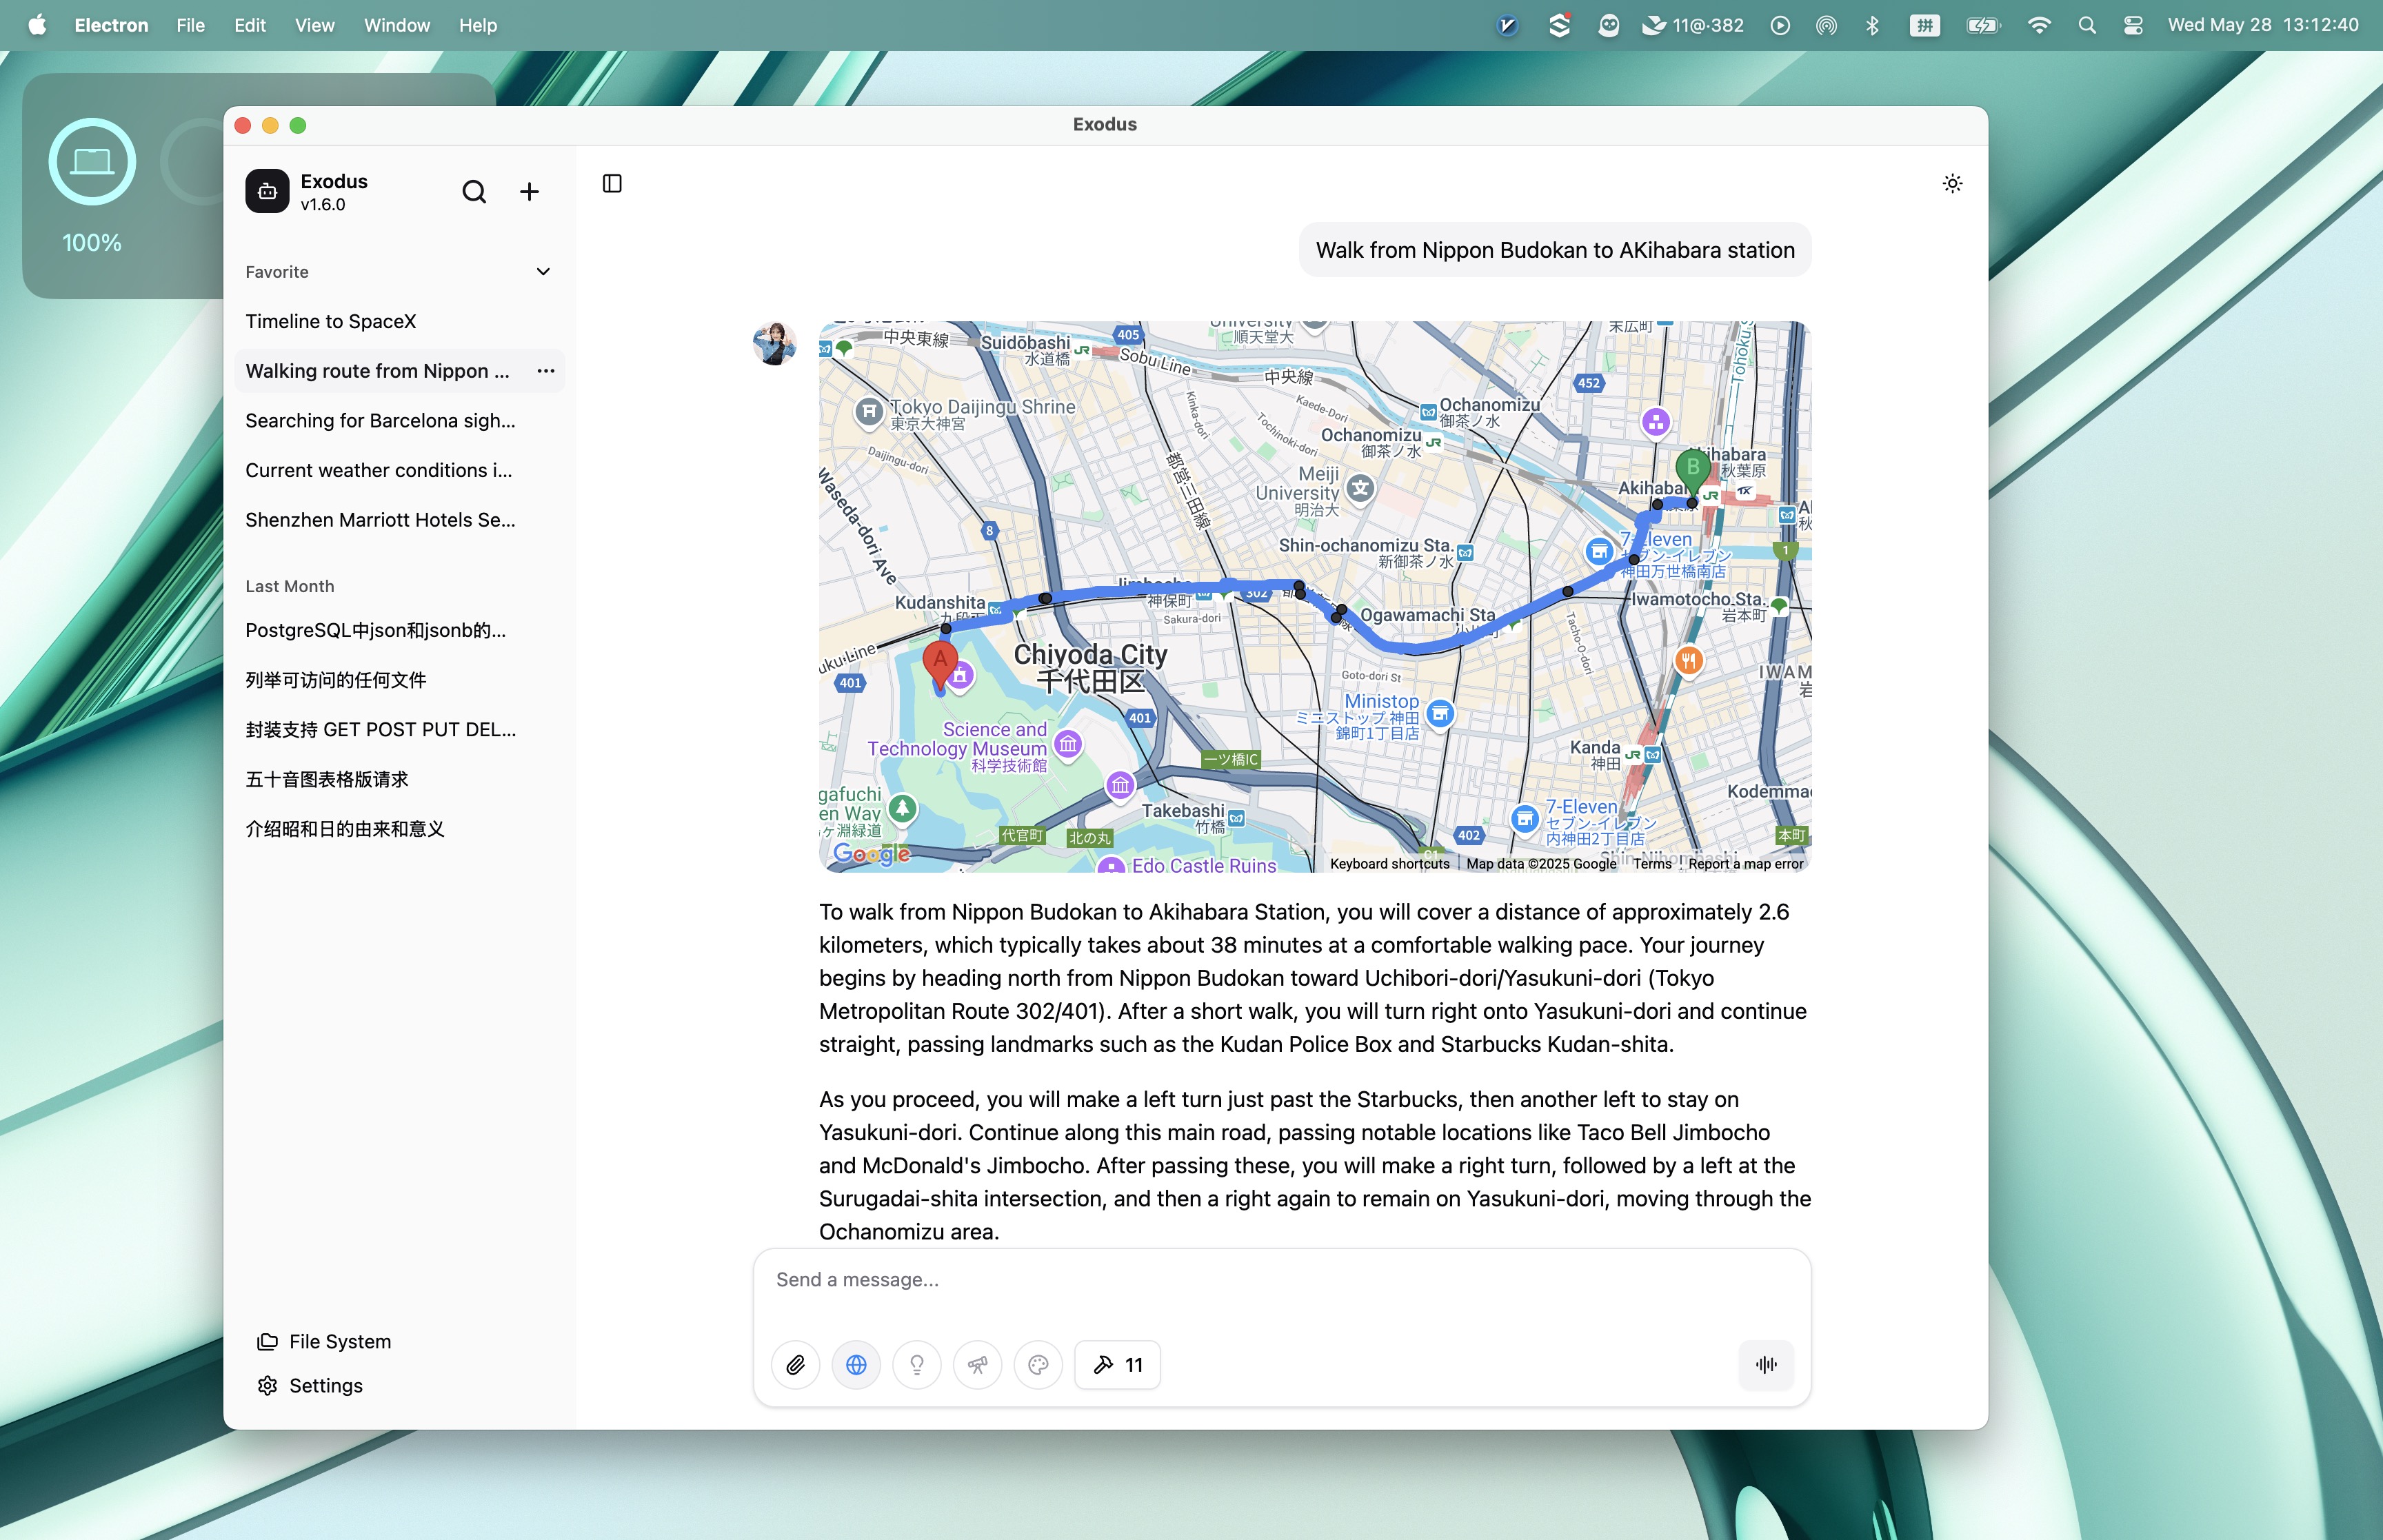 Electron File Edit View Window Help
11@·382
拼
Wed May 28 13:12:40
100%
Exodus
Exodus
v1.6.0
Favorite
Timeline to SpaceX
Walking route from Nippon ...
Searching for Barcelona sigh...
Current weather conditions i...
Shenzhen Marriott Hotels Se...
Last Month
PostgreSQL中json和jsonb的...
列举可访问的任何文件
封装支持 GET POST PUT DEL...
五十音图表格版请求
介绍昭和日的由来和意义
File System
Settings
Walk from Nippon Budokan to AKihabara station
中央東線
Suidōbashi
水道橋
405
Sobu Line
中央線
University
順天堂大
末広町
452
Tokyo Daijingu Shrine
東京大神宮
Daijingu-dori
Waseda-dori Ave
Kinka-dori
Kaede-Dori
Tochinoki-dori
Ochanomizu
御茶ノ水
Ochanomizu
御茶ノ水
都営三田線
Meiji
University
明治大
B
秋葉原
8
Shin-ochanomizu Sta.
新御茶ノ水
7-Eleven
セブン-イレブン
神田万世橋南店
1
Kudanshita
神保町
302
Sakura-dori
Ogawamachi Sta
Iwamotocho Sta.
岩本町
Tacho-O-dori
A
401
Chiyoda City
千代田区
Goto-dori St
401
Science and
Technology Museum
科学技術館
Ministop
ミニストップ 神田
錦町1丁目店
一ツ橋IC
Kanda
神田
Takebashi
竹橋
代官町
北の丸
402
7-Eleven
セブン-イレブン
内神田2丁目店
本町
Google
Edo Castle Ruins
Keyboard shortcuts
Map data ©2025 Google
Terms
Report a map error
To walk from Nippon Budokan to Akihabara Station, you will cover a distance of approximately 2.6
kilometers, which typically takes about 38 minutes at a comfortable walking pace. Your journey
begins by heading north from Nippon Budokan toward Uchibori-dori/Yasukuni-dori (Tokyo
Metropolitan Route 302/401). After a short walk, you will turn right onto Yasukuni-dori and continue
straight, passing landmarks such as the Kudan Police Box and Starbucks Kudan-shita.
As you proceed, you will make a left turn just past the Starbucks, then another left to stay on
Yasukuni-dori. Continue along this main road, passing notable locations like Taco Bell Jimbocho
and McDonald's Jimbocho. After passing these, you will make a right turn, followed by a left at the
Surugadai-shita intersection, and then a right again to remain on Yasukuni-dori, moving through the
Ochanomizu area.
Send a message...
11